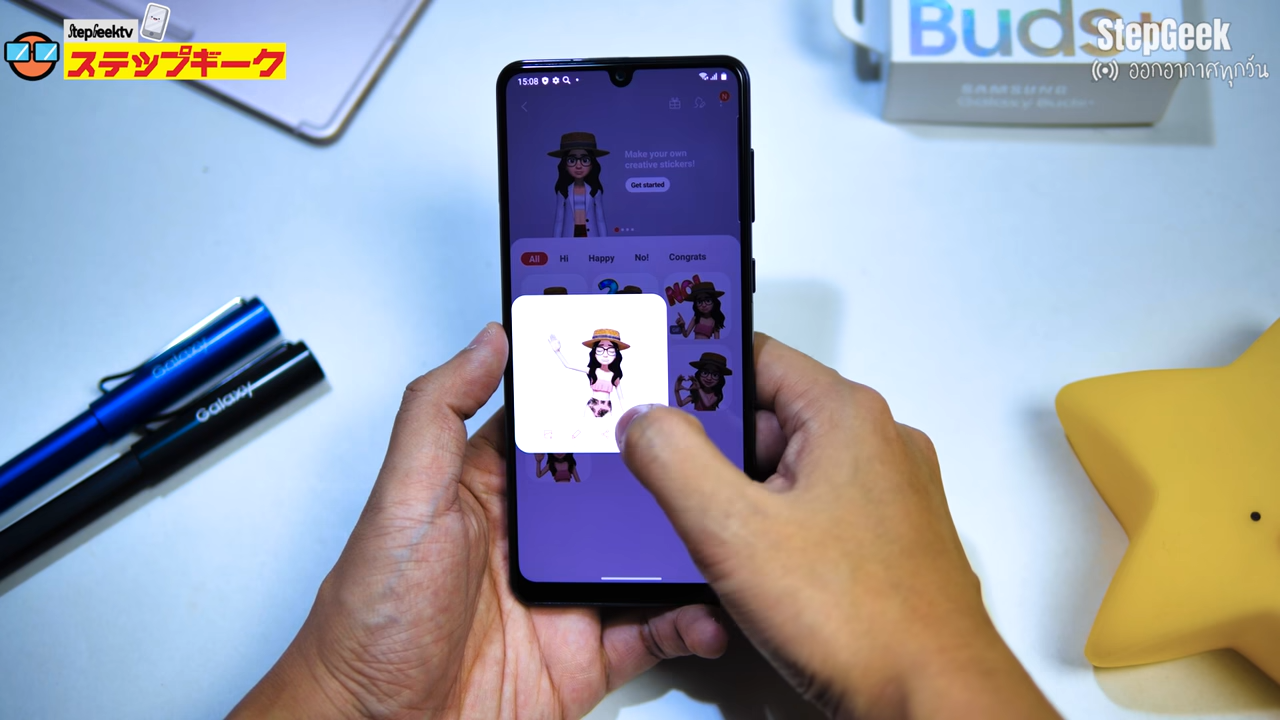 StepGeektv
ステップギーク
Buds+
StepGeek
ออกอากาศทุกวัน
SAMSUNG
Galaxy Buds+
15:08
N
Make your own
creative stickers!
Get started
All Hi Happy No! Congrats
NO!
Galaxy
Galaxy